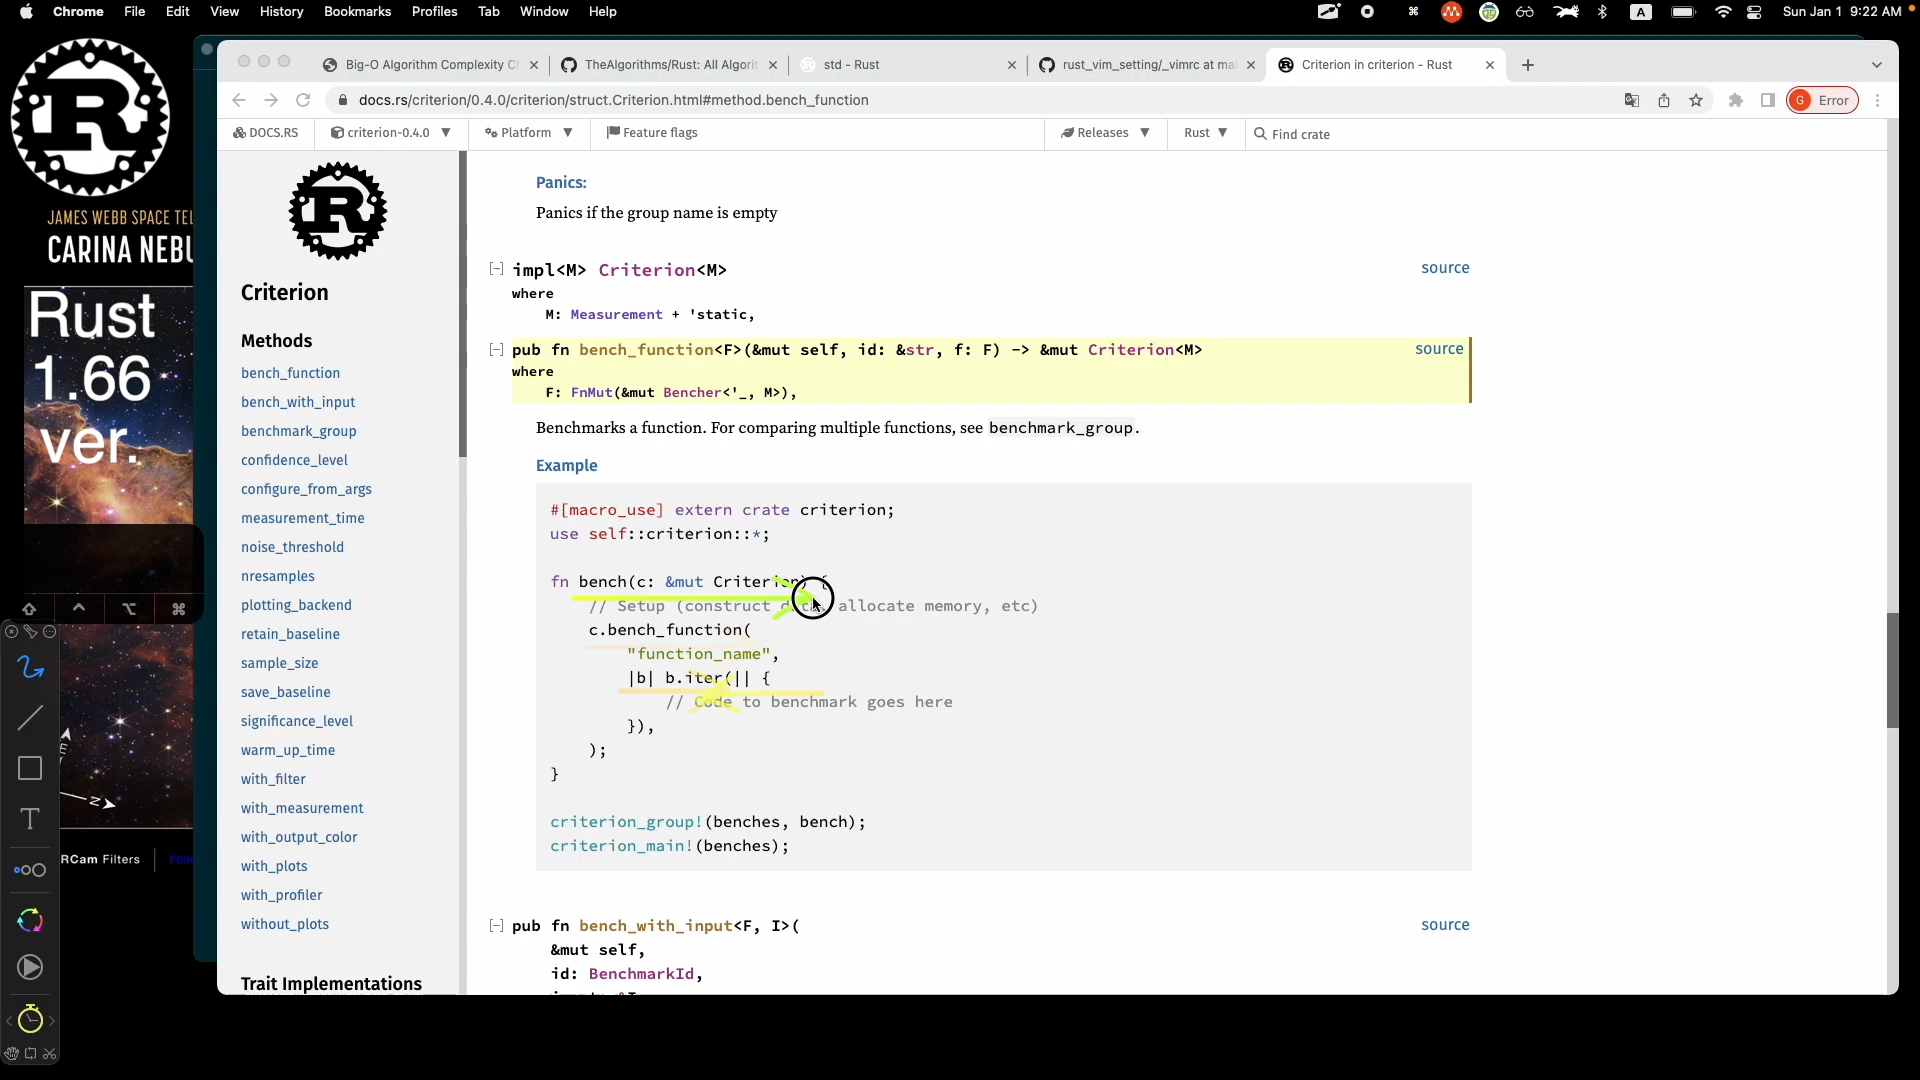 Chrome File Edit View History Bookmarks Profiles Tab Window Help
A
Sun Jan 1 9:22 AM
Big-O Algorithm Complexity Ch
TheAlgorithms/Rust: All Algorit
std - Rust
rust_vim_setting/_vimrc at ma
Criterion in criterion - Rust
docs.rs/criterion/0.4.0/criterion/struct.Criterion.html#method.bench_function
G Error
DOCS.RS
criterion-0.4.0
Platform
Feature flags
Releases
Rust
Find crate
JAMES WEBB SPACE TEL
CARINA NEBU
Rust
1.66
ver.
RCam Filters
Criterion
Methods
bench_function
bench_with_input
benchmark_group
confidence_level
configure_from_args
measurement_time
noise_threshold
nresamples
plotting_backend
retain_baseline
sample_size
save_baseline
significance_level
warm_up_time
with_filter
with_measurement
with_output_color
with_plots
with_profiler
without_plots
Trait Implementations
Panics:
Panics if the group name is empty
[-] impl<M> Criterion<M> source
where
M: Measurement + 'static,
[-] pub fn bench_function<F>(&mut self, id: &str, f: F) -> &mut Criterion<M> source
where
F: FnMut(&mut Bencher<'_, M>),
Benchmarks a function. For comparing multiple functions, see benchmark_group.
Example
#[macro_use] extern crate criterion;
use self::criterion::*;
fn bench(c: &mut Criterion) {
// Setup (construct data, allocate memory, etc)
c.bench_function(
"function_name",
|b| b.iter(|| {
// Code to benchmark goes here
}),
);
}
criterion_group!(benches, bench);
criterion_main!(benches);
[-] pub fn bench_with_input<F, I>( source
&mut self,
id: BenchmarkId,
E
N
T